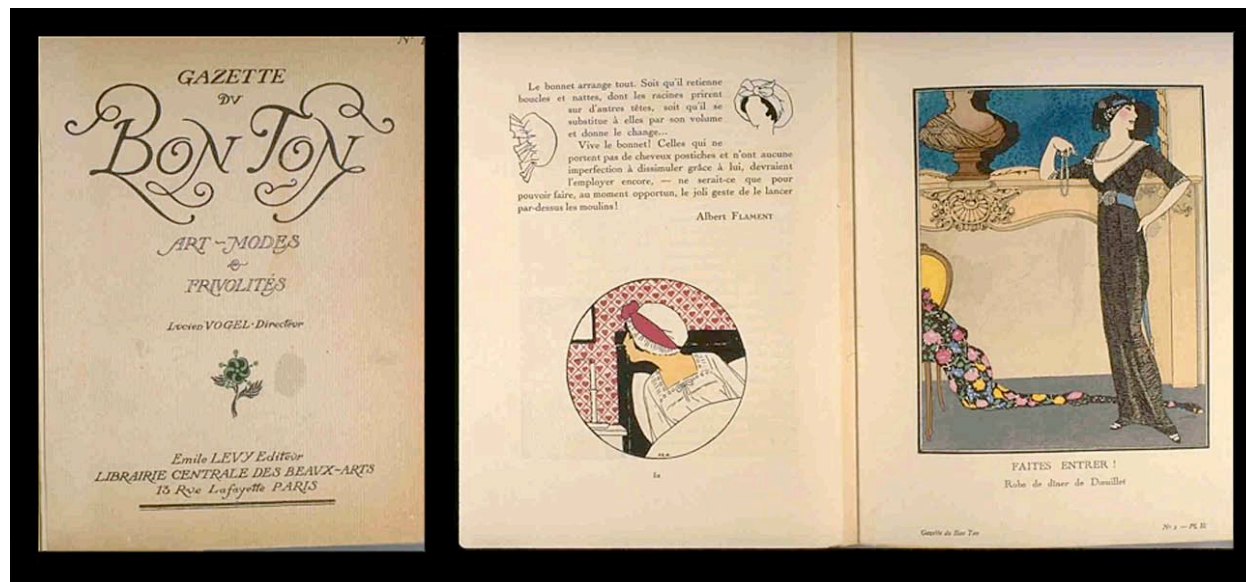 GAZETTE
DV
BON TON
ART-MODES
&
FRIVOLITÉS
Lucien VOGEL-Directeur
Emile LEVY Editeur
LIBRAIRIE CENTRALE DES BEAVX-ARTS
13 Rue Lafayette PARIS
Le bonnet arrange tout. Soit qu'il retienne
boucles et nattes, dont les racines prirent
sur d'autres têtes, soit qu'il se
substitue à elles par son volume
et donne le change...
Vive le bonnet! Celles qui ne
portent pas de cheveux postiches et n'ont aucune
imperfection à dissimuler grâce à lui, devraient
l'employer encore, — ne serait-ce que pour
pouvoir faire, au moment opportun, le joli geste de le lancer
par-dessus les moulins!
Albert FLAMENT
FAITES ENTRER !
Robe de dîner de Dœuillet
Gazette du Bon Ton